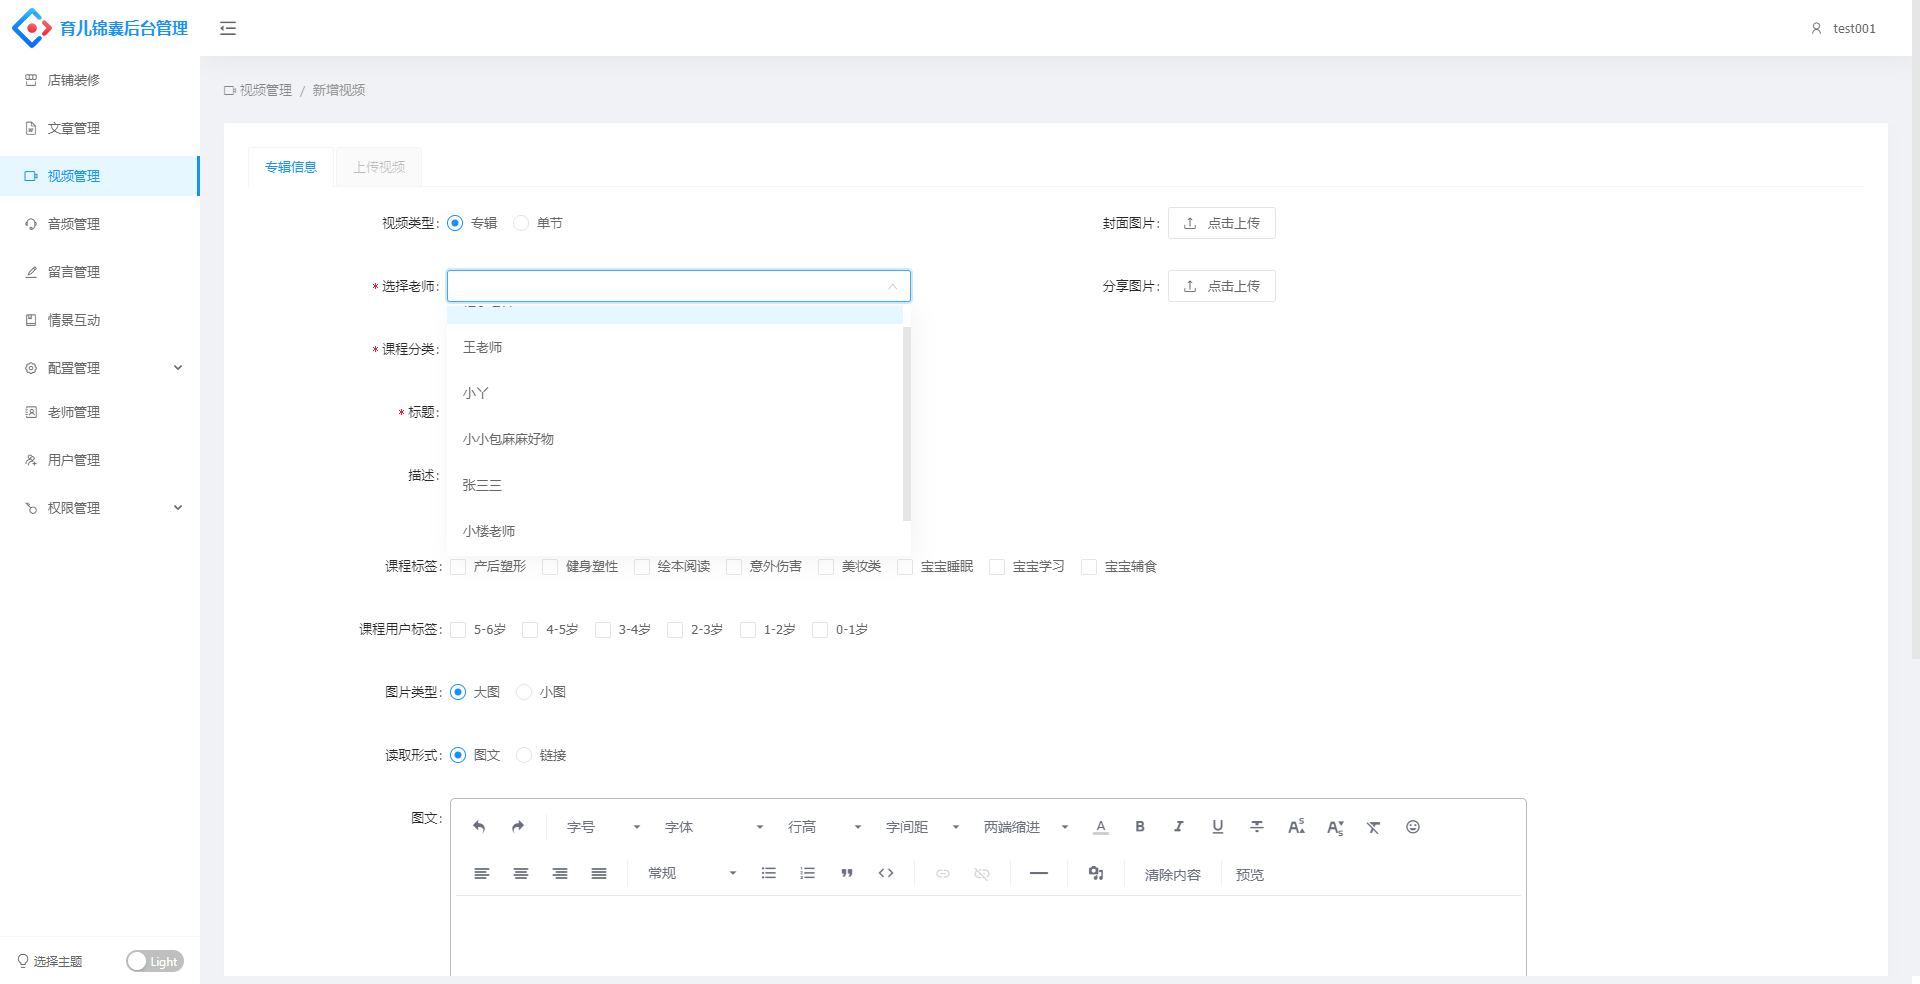 育儿锦囊后台管理
test001
店铺装修
文章管理
视频管理
音频管理
留言管理
情景互动
配置管理
老师管理
用户管理
权限管理
选择主题
Light
视频管理 / 新增视频
专辑信息
上传视频
视频类型: 专辑 单节
封面图片: 点击上传
* 选择老师:
分享图片: 点击上传
* 课程分类:
王老师
小丫
* 标题:
小小包麻麻好物
描述:
张三三
小楼老师
课程标签: 产后塑形 健身塑性 绘本阅读 意外伤害 美妆类 宝宝睡眠 宝宝学习 宝宝辅食
课程用户标签: 5-6岁 4-5岁 3-4岁 2-3岁 1-2岁 0-1岁
图片类型: 大图 小图
读取形式: 图文 链接
图文:
字号 字体 行高 字间距 两端缩进
常规 清除内容 预览